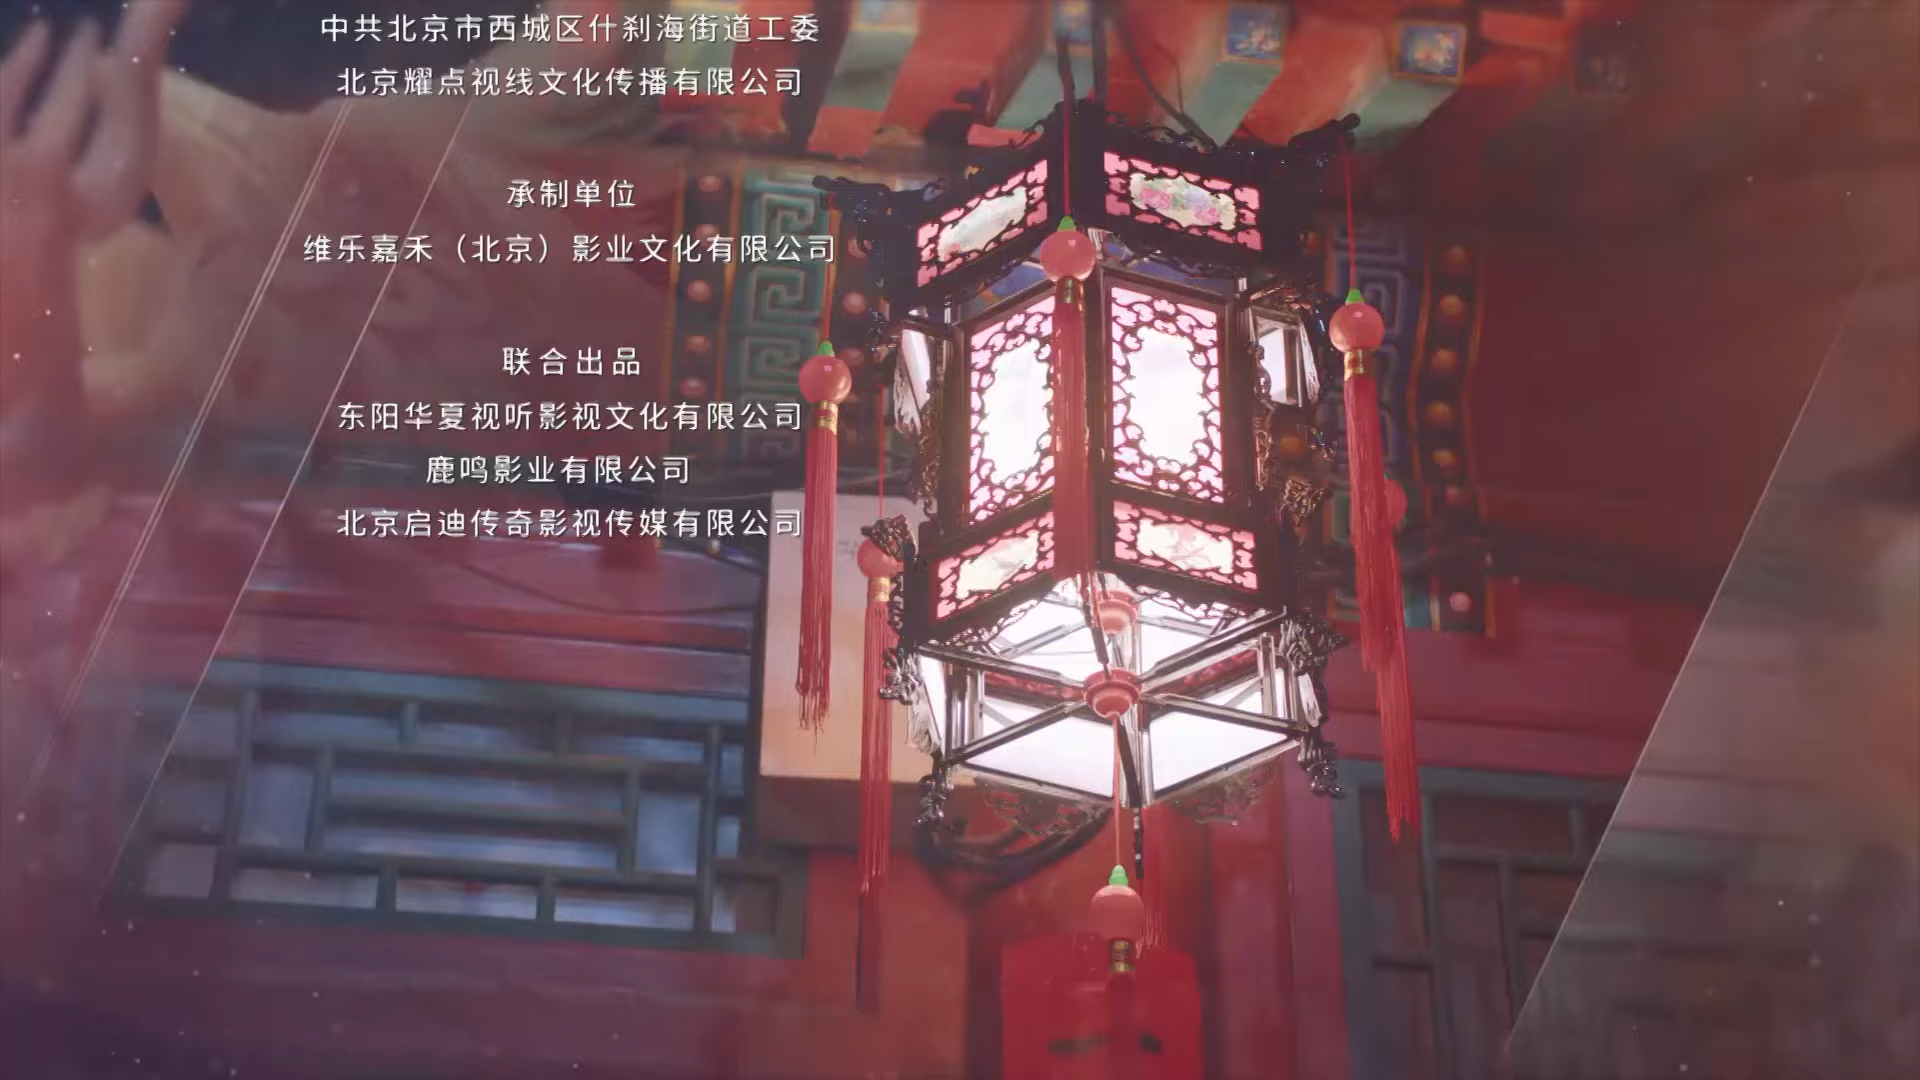 中共北京市西城区什刹海街道工委
北京耀点视线文化传播有限公司
承制单位
维乐嘉禾（北京）影业文化有限公司
联合出品
东阳华夏视听影视文化有限公司
鹿鸣影业有限公司
北京启迪传奇影视传媒有限公司